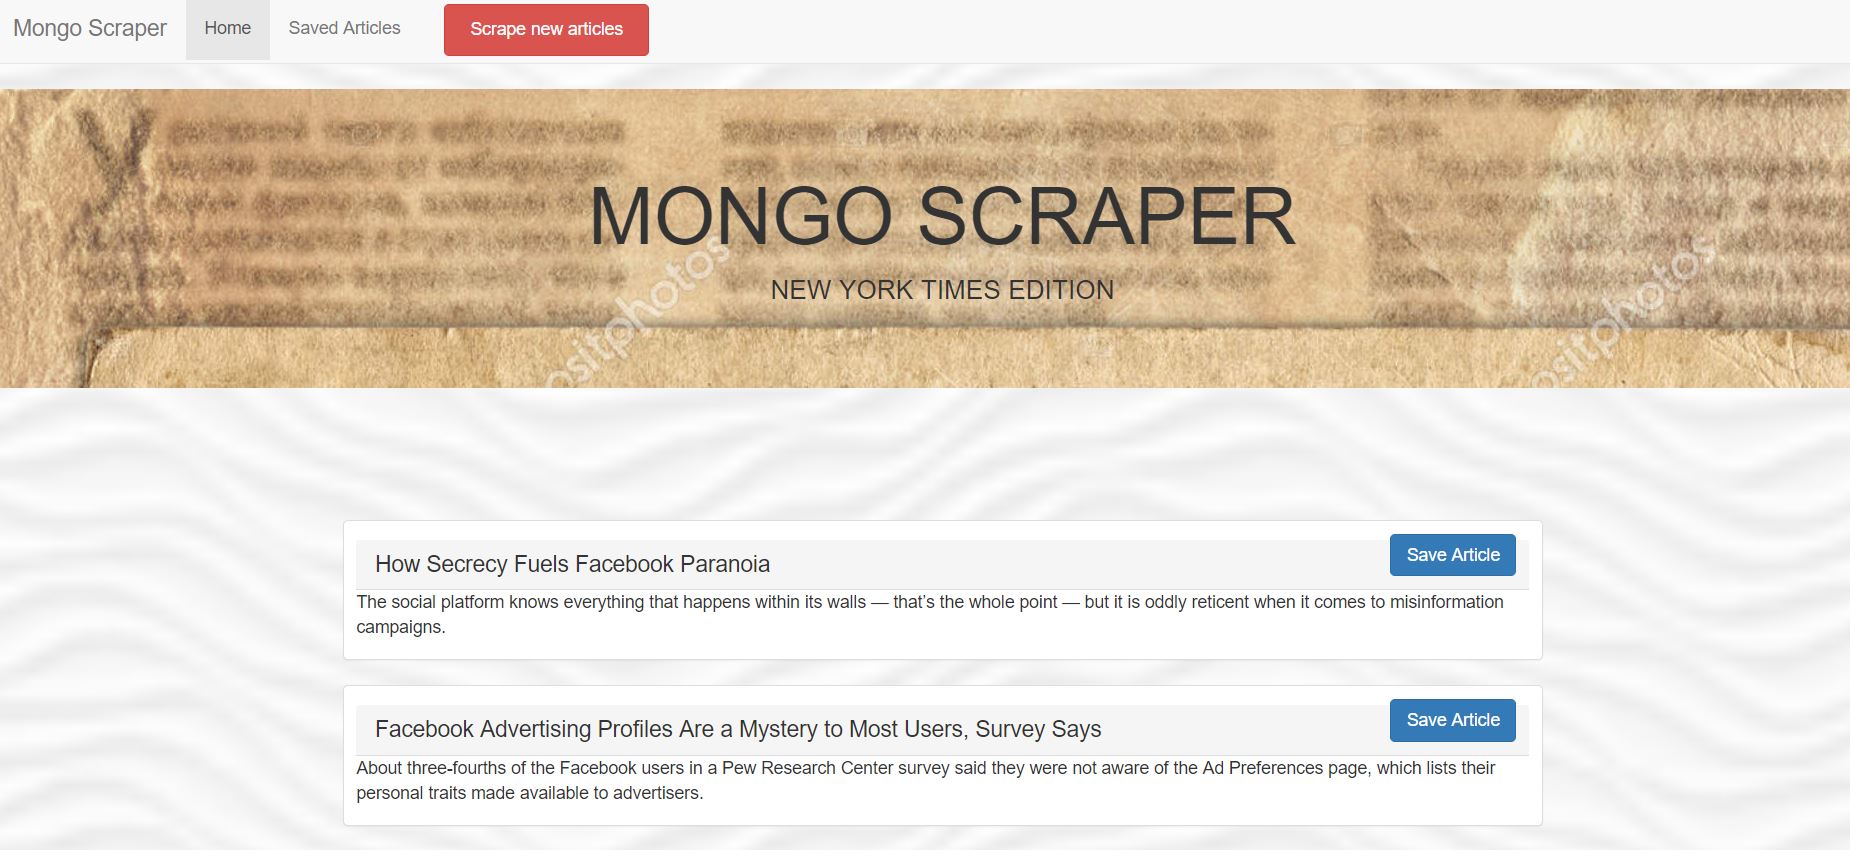 Mongo Scraper
Home
Saved Articles
Scrape new articles
MONGO SCRAPER
NEW YORK TIMES EDITION
ositphotos
ositphotos
How Secrecy Fuels Facebook Paranoia
Save Article
The social platform knows everything that happens within its walls — that’s the whole point — but it is oddly reticent when it comes to misinformation
campaigns.
Facebook Advertising Profiles Are a Mystery to Most Users, Survey Says
Save Article
About three-fourths of the Facebook users in a Pew Research Center survey said they were not aware of the Ad Preferences page, which lists their
personal traits made available to advertisers.